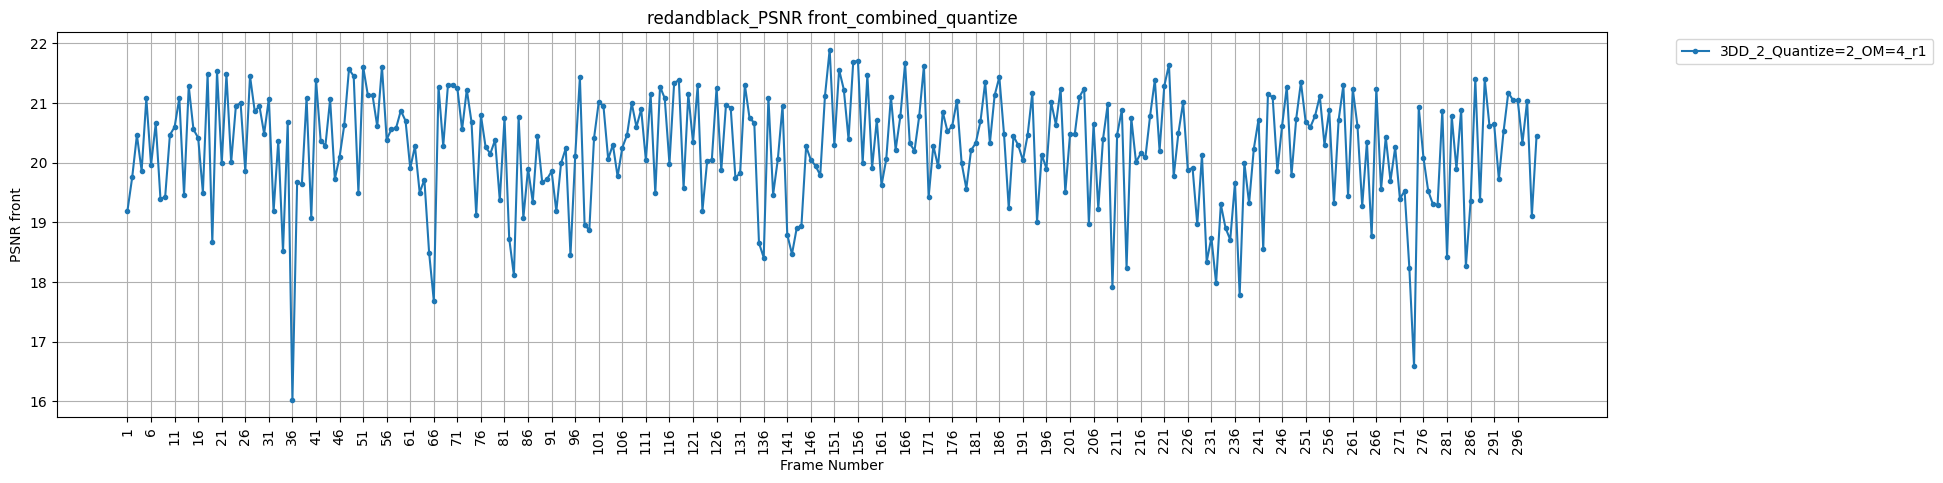 redandblack_PSNR front_combined_quantize
3DD_2_Quantize=2_OM=4_r1
PSNR front
22
21
20
19
18
17
16
1 6 11 16 21 26 31 36 41 46 51 56 61 66 71 76 81 86 91 96 101 106 111 116 121 126 131 136 141 146 151 156 161 166 171 176 181 186 191 196 201 206 211 216 221 226 231 236 241 246 251 256 261 266 271 276 281 286 291 296
Frame Number